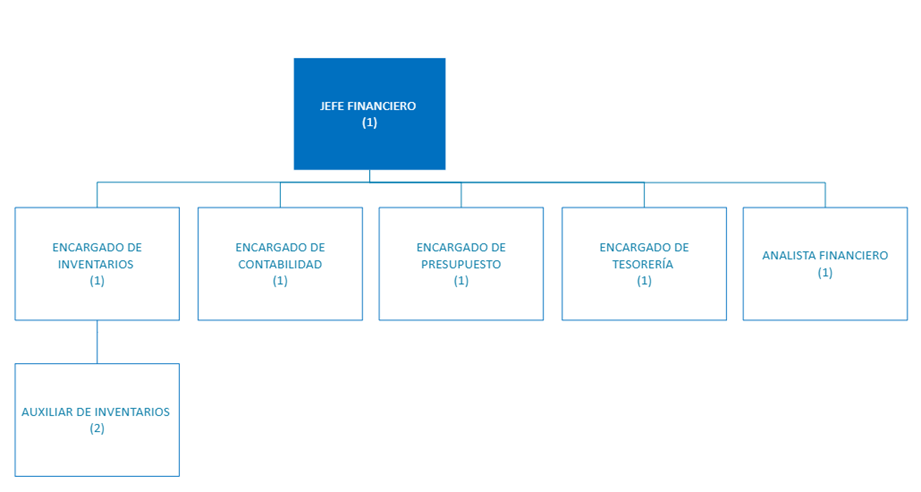 JEFE FINANCIERO
(1)
ENCARGADO DE
INVENTARIOS
(1)
ENCARGADO DE
CONTABILIDAD
(1)
ENCARGADO DE
PRESUPUESTO
(1)
ENCARGADO DE
TESORERÍA
(1)
ANALISTA FINANCIERO
(1)
AUXILIAR DE INVENTARIOS
(2)